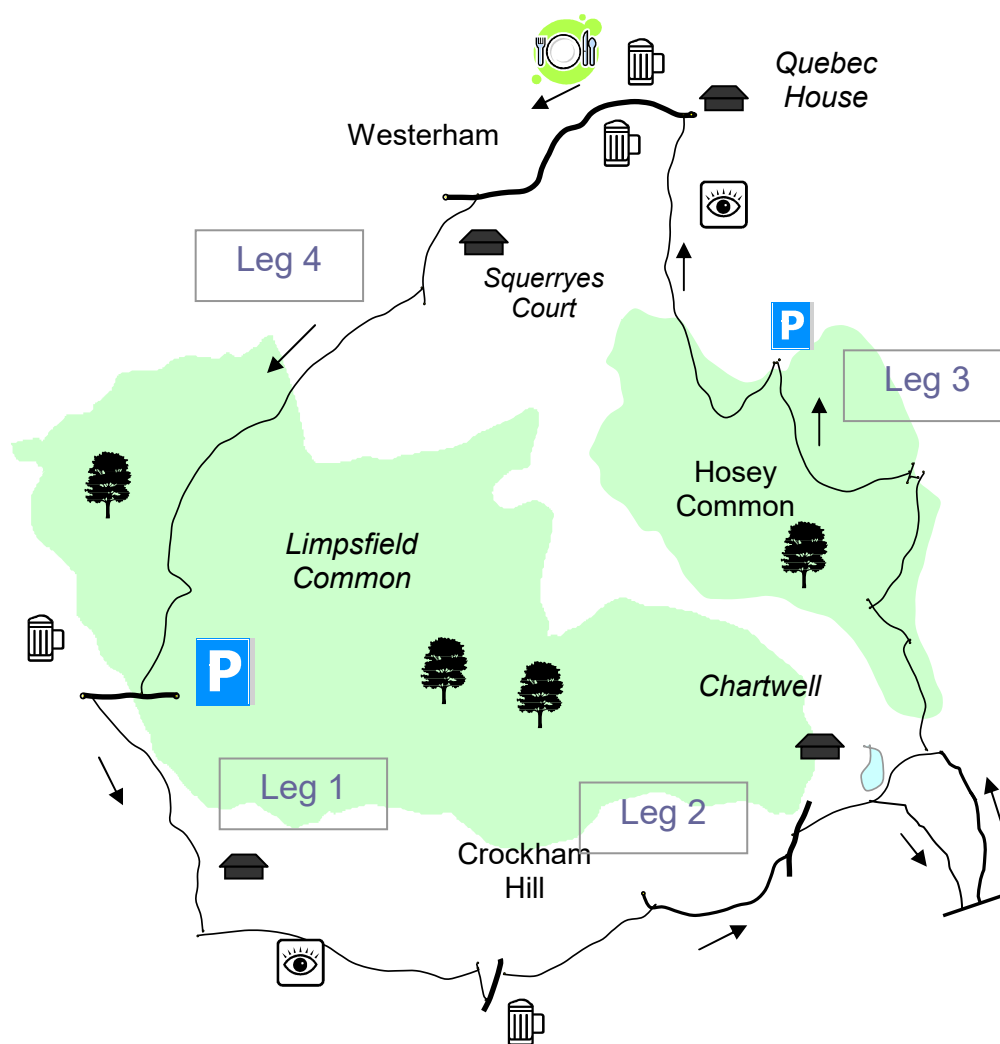 Quebec
House
Westerham
Leg 4
Squerryes
Court
P
Leg 3
Hosey
Common
Limpsfield
Common
P
Chartwell
Leg 1
Leg 2
Crockham
Hill